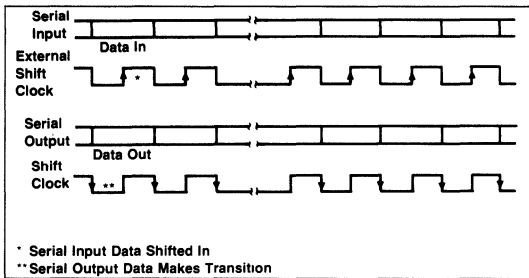 Serial
Input
Data In
External
Shift
Clock
*
Serial
Output
Data Out
Shift
Clock
**
* Serial Input Data Shifted In
** Serial Output Data Makes Transition